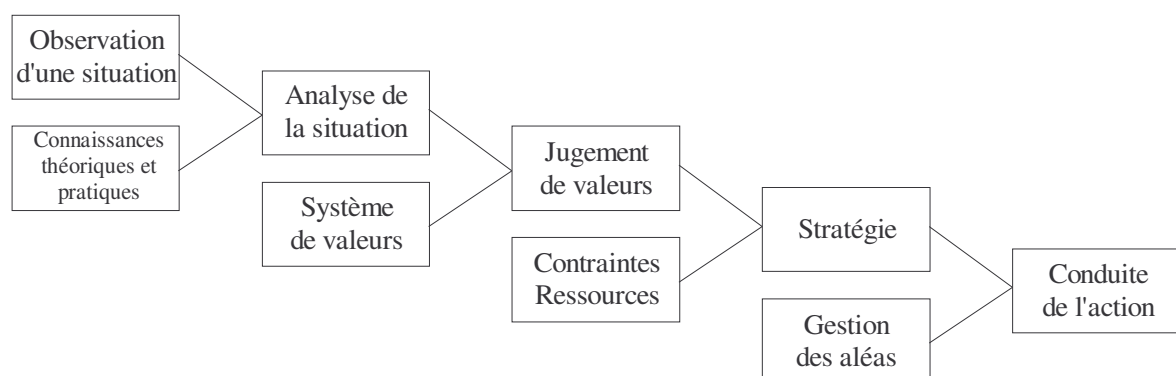 Observation
d'une situation
Connaissances
théoriques et
pratiques
Analyse de
la situation
Système
de valeurs
Jugement
de valeurs
Contraintes
Ressources
Stratégie
Gestion
des aléas
Conduite
de l'action